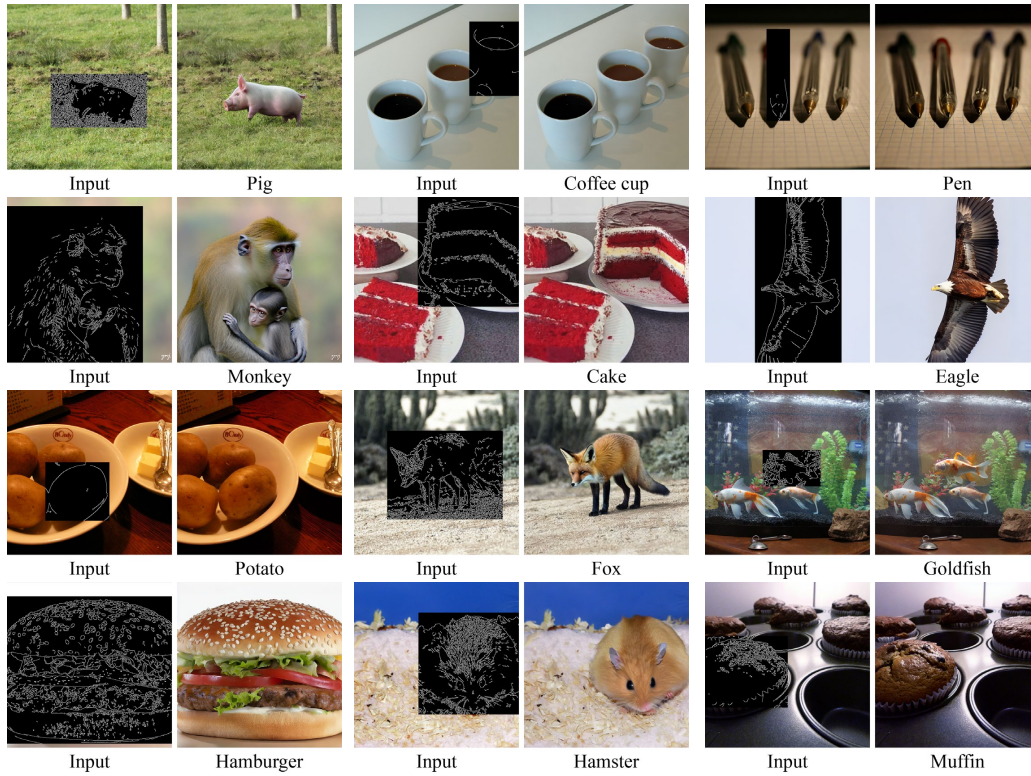 Input Pig Input Coffee cup Input Pen
Input Monkey Input Cake Input Eagle
Input Potato Input Fox Input Goldfish
Input Hamburger Input Hamster Input Muffin